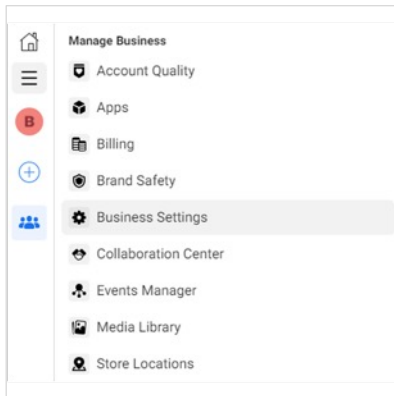 Manage Business
Account Quality
Apps
B
Billing
Brand Safety
Business Settings
Collaboration Center
Events Manager
Media Library
Store Locations